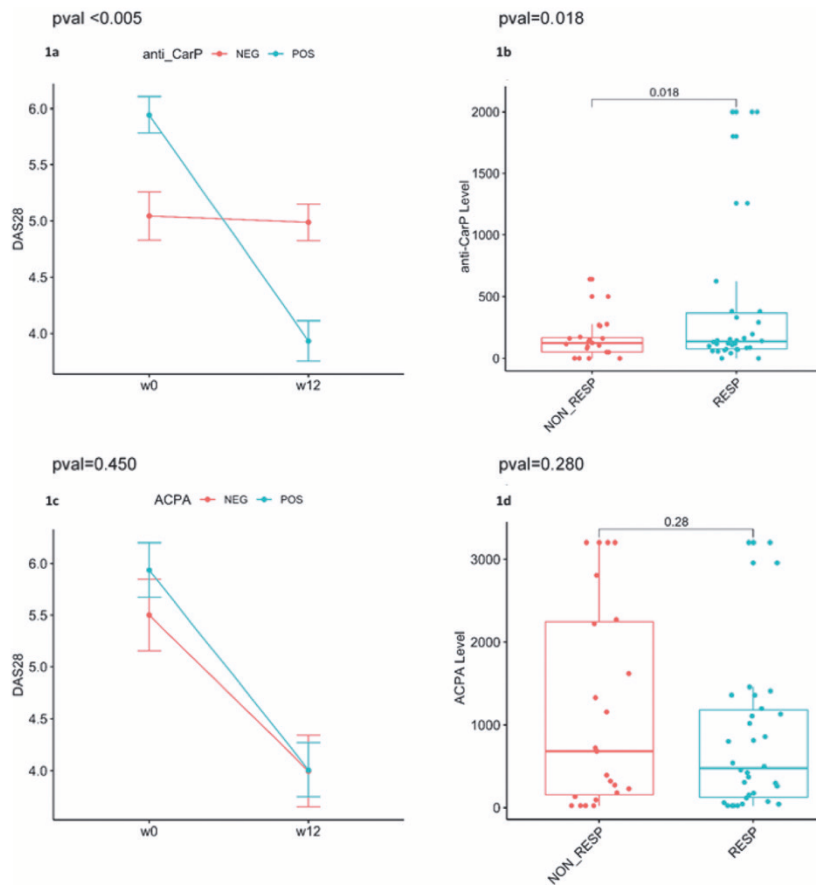 pval <0.005
1a
anti_CarP NEG POS
6.0
5.5
5.0
4.5
4.0
DAS28
w0 w12
pval=0.018
1b
0.018
2000
1500
1000
500
0
anti-CarP Level
NON_RESP RESP
pval=0.450
1c
ACPA NEG POS
6.0
5.5
5.0
4.5
4.0
DAS28
w0 w12
pval=0.280
1d
0.28
3000
2000
1000
0
ACPA Level
NON_RESP RESP